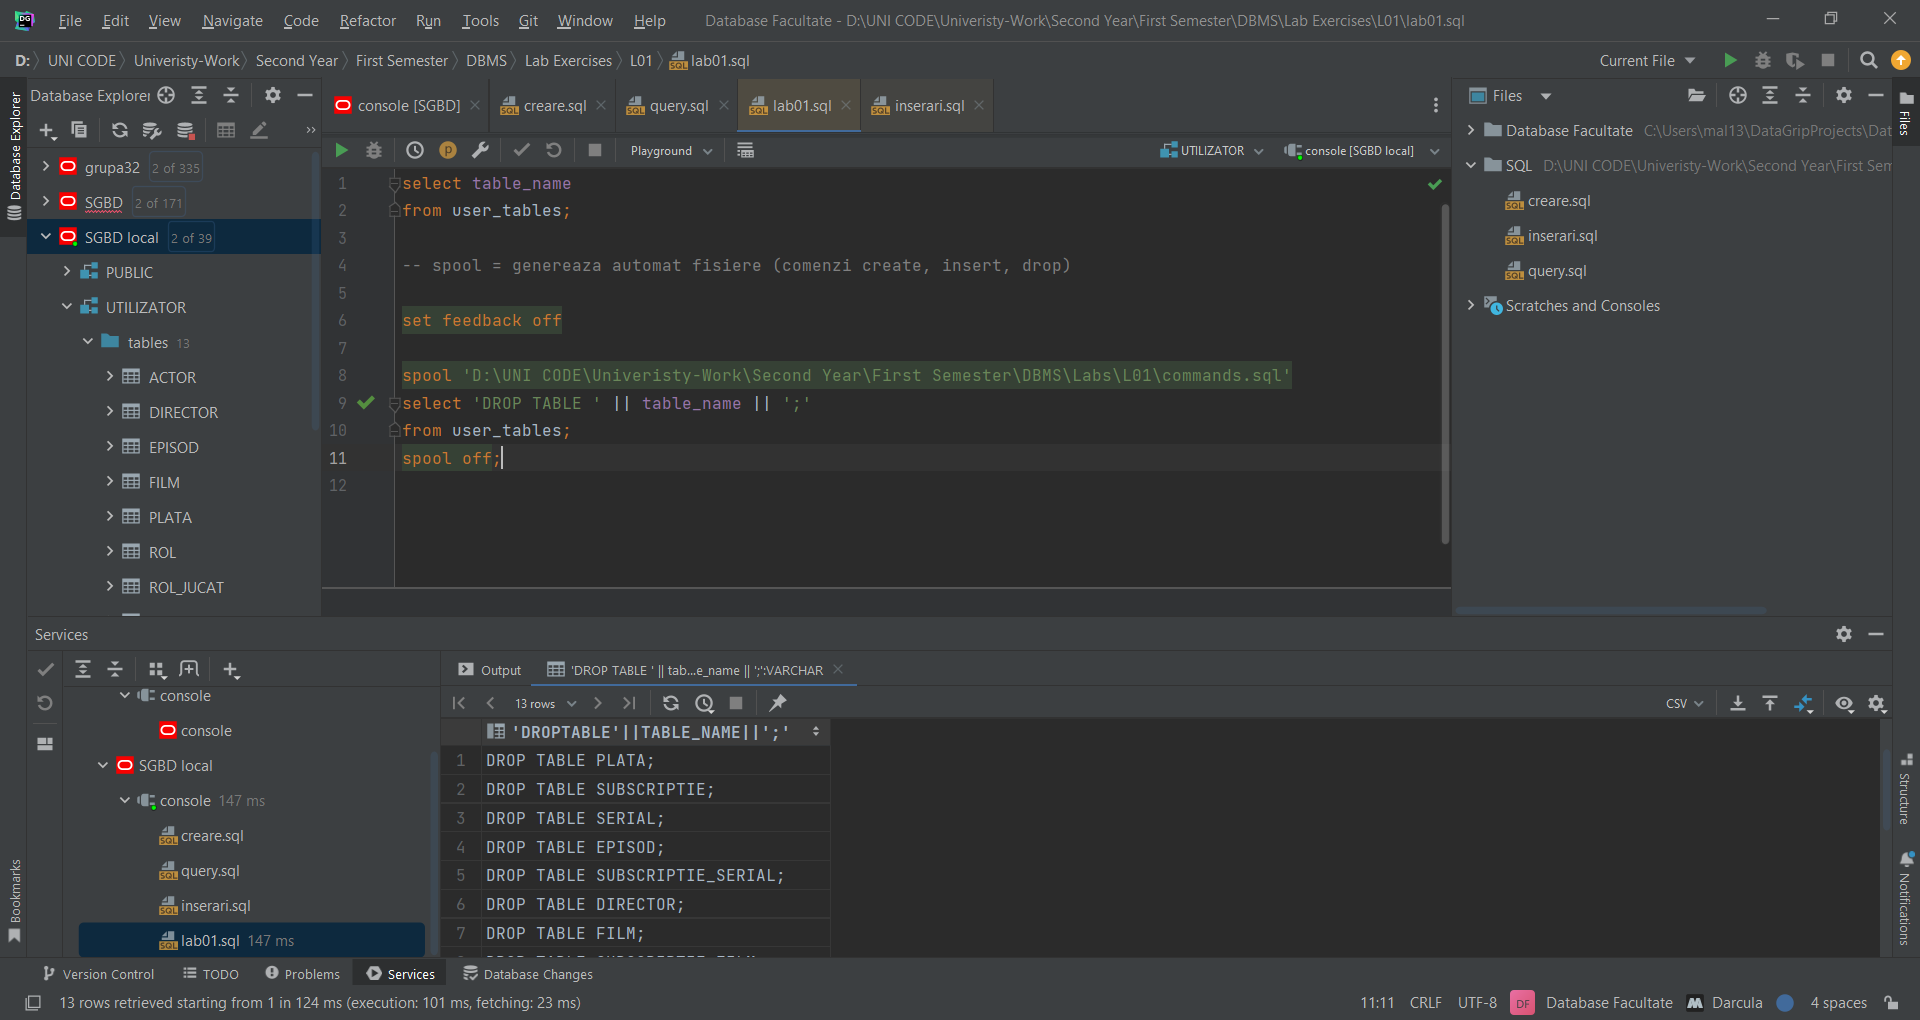 DG File Edit View Navigate Code Refactor Run Tools Git Window Help Database Facultate - D:\UNI CODE\Univeristy-Work\Second Year\First Semester\DBMS\Lab Exercises\L01\lab01.sql
D: UNI CODE Univeristy-Work Second Year First Semester DBMS Lab Exercises L01 lab01.sql Current File
Database Explorer
Database Explorer
grupa32 2 of 335
SGBD 2 of 171
SGBD local 2 of 39
PUBLIC
UTILIZATOR
tables 13
ACTOR
DIRECTOR
EPISOD
FILM
PLATA
ROL
ROL_JUCAT
console [SGBD] creare.sql query.sql lab01.sql inserari.sql
Playground UTILIZATOR console [SGBD local]
1 select table_name
2 from user_tables;
3
4 -- spool = genereaza automat fisiere (comenzi create, insert, drop)
5
6 set feedback off
7
8 spool 'D:\UNI CODE\Univeristy-Work\Second Year\First Semester\DBMS\Labs\L01\commands.sql'
9 select 'DROP TABLE ' || table_name || ';'
10 from user_tables;
11 spool off;
12
Files
Files
Database Facultate C:\Users\mal13\DataGripProjects\Dat
SQL D:\UNI CODE\Univeristy-Work\Second Year\First Sem
creare.sql
inserari.sql
query.sql
Scratches and Consoles
Services
console
console
SGBD local
console 147 ms
creare.sql
query.sql
inserari.sql
lab01.sql 147 ms
Output 'DROP TABLE ' || tab...e_name || ';':VARCHAR
13 rows CSV
'DROPTABLE'||TABLE_NAME||';'
1 DROP TABLE PLATA;
2 DROP TABLE SUBSCRIPTIE;
3 DROP TABLE SERIAL;
4 DROP TABLE EPISOD;
5 DROP TABLE SUBSCRIPTIE_SERIAL;
6 DROP TABLE DIRECTOR;
7 DROP TABLE FILM;
Structure
Notifications
Bookmarks
Version Control TODO Problems Services Database Changes
13 rows retrieved starting from 1 in 124 ms (execution: 101 ms, fetching: 23 ms) 11:11 CRLF UTF-8 DF Database Facultate Darcula 4 spaces